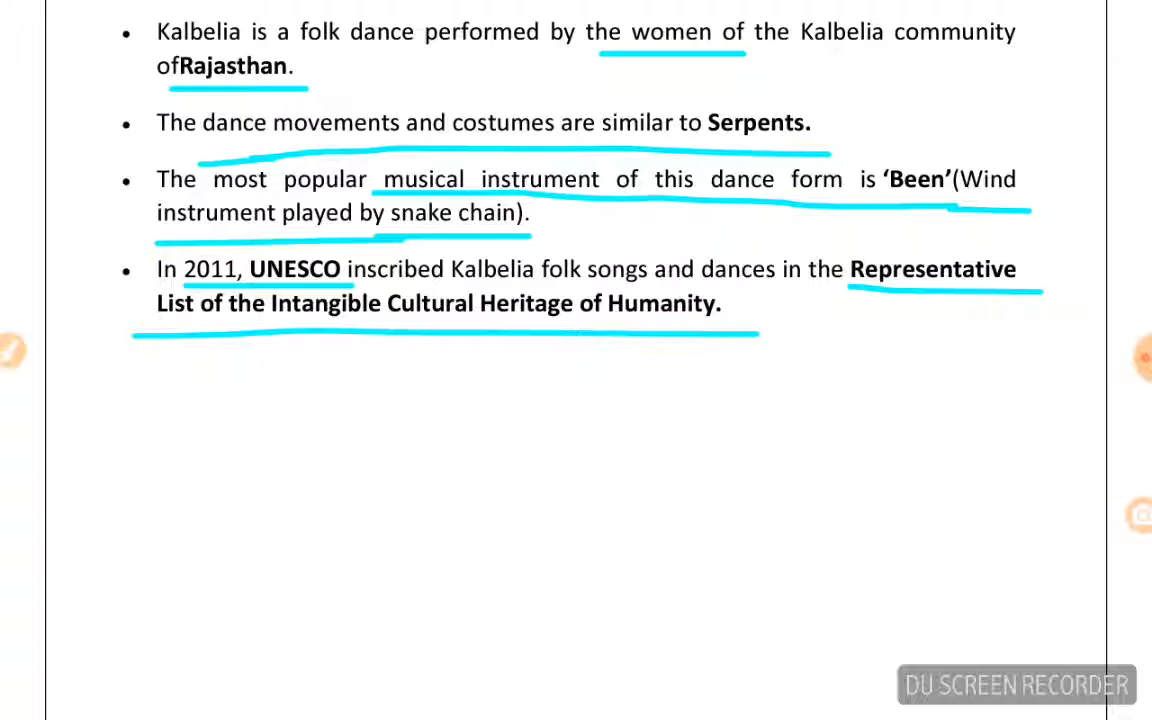 • Kalbelia is a folk dance performed by the women of the Kalbelia community
ofRajasthan.
• The dance movements and costumes are similar to Serpents.
• The most popular musical instrument of this dance form is ‘Been’(Wind
instrument played by snake chain).
• In 2011, UNESCO inscribed Kalbelia folk songs and dances in the Representative
List of the Intangible Cultural Heritage of Humanity.
DU SCREEN RECORDER